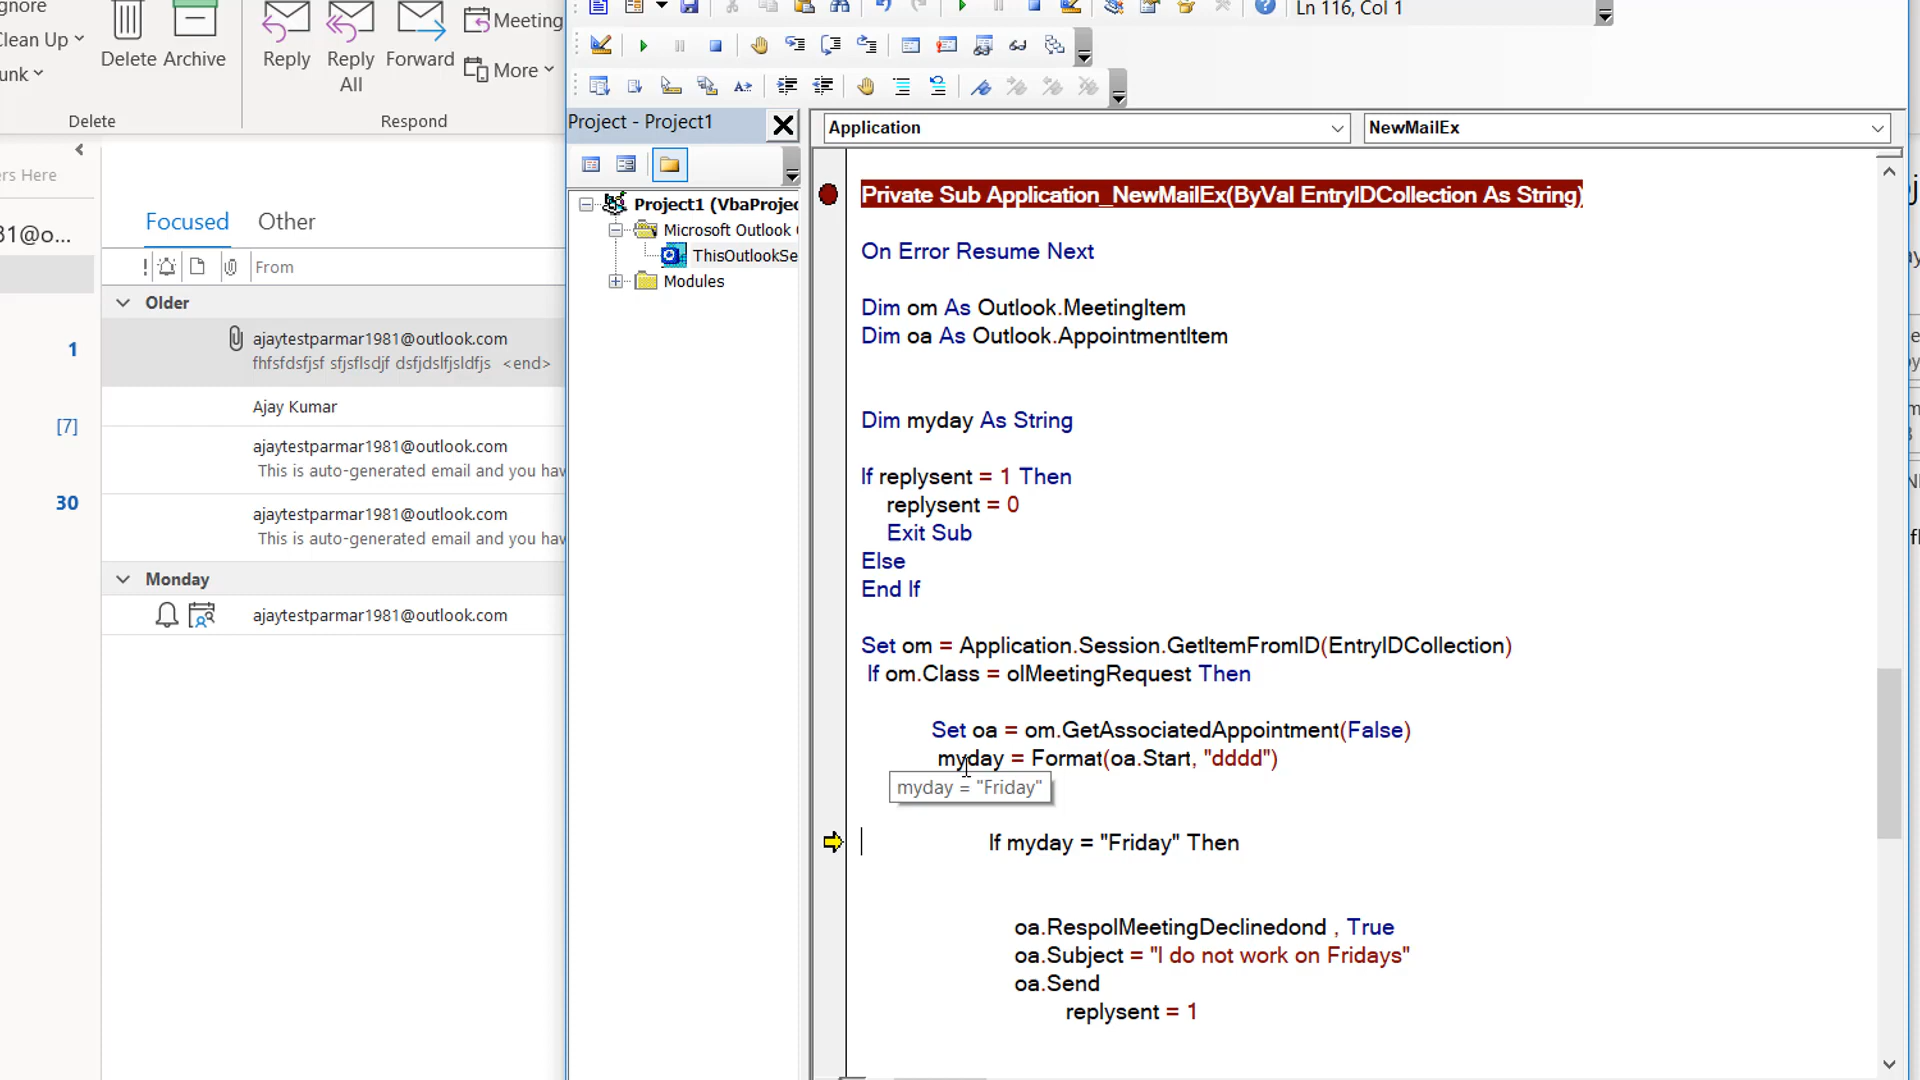 gnore
Clean Up
unk
Delete
Archive
Reply
Reply
All
Forward
Meeting
More
Delete
Respond
ers Here
81@o...
1
[7]
30
Focused
Other
From
Older
ajaytestparmar1981@outlook.com
fhfsfdsfjsf sfjsflsdjf dsfjdslfjsldfjs <end>
Ajay Kumar
ajaytestparmar1981@outlook.com
This is auto-generated email and you hav
ajaytestparmar1981@outlook.com
This is auto-generated email and you hav
Monday
ajaytestparmar1981@outlook.com
Ln 116, Col 1
Project - Project1
Project1 (VbaProjec
Microsoft Outlook
ThisOutlookSe
Modules
Application
NewMailEx
Private Sub Application_NewMailEx(ByVal EntryIDCollection As String)
On Error Resume Next
Dim om As Outlook.MeetingItem
Dim oa As Outlook.AppointmentItem
Dim myday As String
If replysent = 1 Then
replysent = 0
Exit Sub
Else
End If
Set om = Application.Session.GetItemFromID(EntryIDCollection)
If om.Class = olMeetingRequest Then
Set oa = om.GetAssociatedAppointment(False)
myday = Format(oa.Start, "dddd")
myday = "Friday"
If myday = "Friday" Then
oa.RespolMeetingDeclinedond , True
oa.Subject = "I do not work on Fridays"
oa.Send
replysent = 1